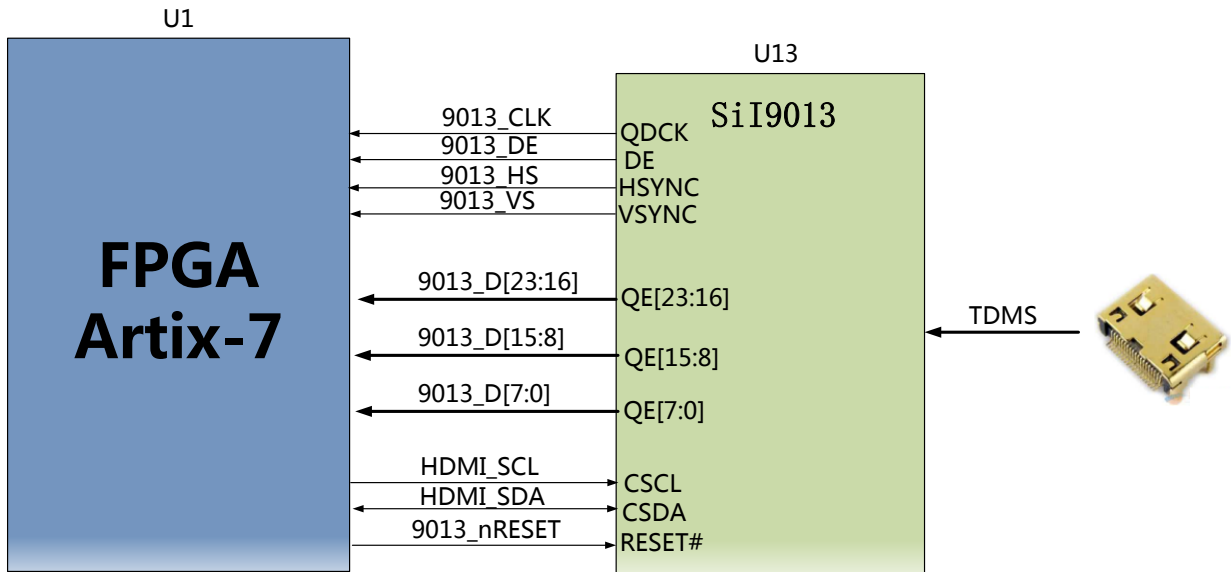 U1
U13
SiI9013
9013_CLK
QDCK
9013_DE
DE
9013_HS
HSYNC
9013_VS
VSYNC
FPGA
Artix-7
9013_D[23:16]
QE[23:16]
TDMS
9013_D[15:8]
QE[15:8]
9013_D[7:0]
QE[7:0]
HDMI_SCL
CSCL
HDMI_SDA
CSDA
9013_nRESET
RESET#